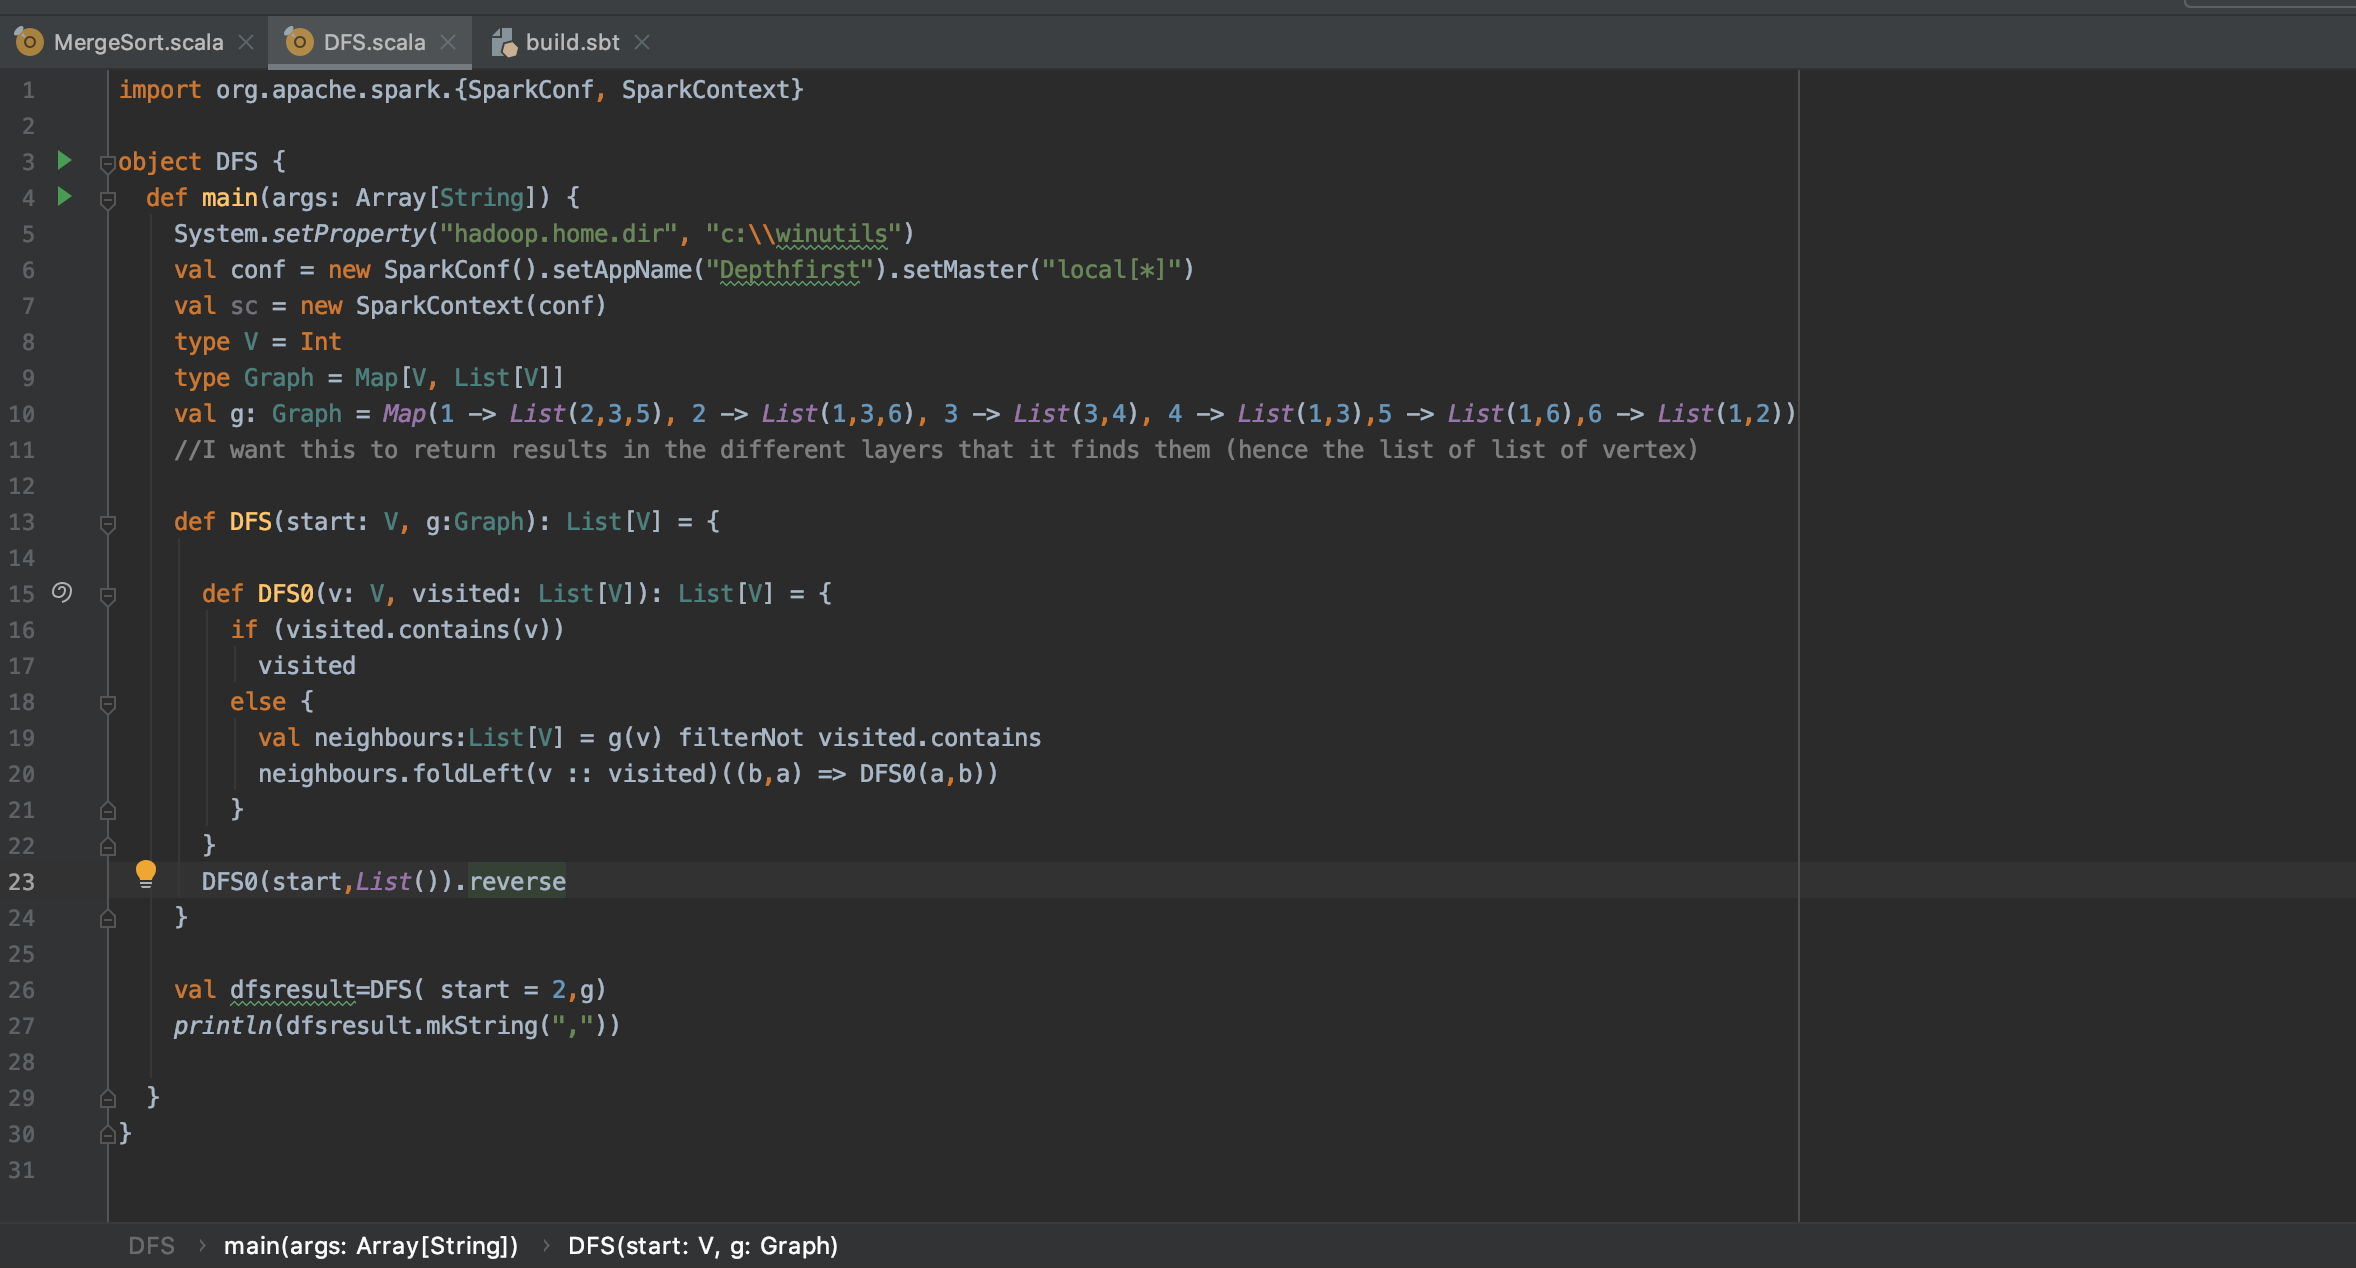 MergeSort.scala DFS.scala build.sbt
1 import org.apache.spark.{SparkConf, SparkContext}
2
3 object DFS {
4 def main(args: Array[String]) {
5 System.setProperty("hadoop.home.dir", "c:\\winutils")
6 val conf = new SparkConf().setAppName("Depthfirst").setMaster("local[*]")
7 val sc = new SparkContext(conf)
8 type V = Int
9 type Graph = Map[V, List[V]]
10 val g: Graph = Map(1 -> List(2,3,5), 2 -> List(1,3,6), 3 -> List(3,4), 4 -> List(1,3),5 -> List(1,6),6 -> List(1,2))
11 //I want this to return results in the different layers that it finds them (hence the list of list of vertex)
12
13 def DFS(start: V, g:Graph): List[V] = {
14
15 def DFS0(v: V, visited: List[V]): List[V] = {
16 if (visited.contains(v))
17 visited
18 else {
19 val neighbours:List[V] = g(v) filterNot visited.contains
20 neighbours.foldLeft(v :: visited)((b,a) => DFS0(a,b))
21 }
22 }
23 DFS0(start,List()).reverse
24 }
25
26 val dfsresult=DFS( start = 2,g)
27 println(dfsresult.mkString(","))
28
29 }
30 }
31
DFS › main(args: Array[String]) › DFS(start: V, g: Graph)